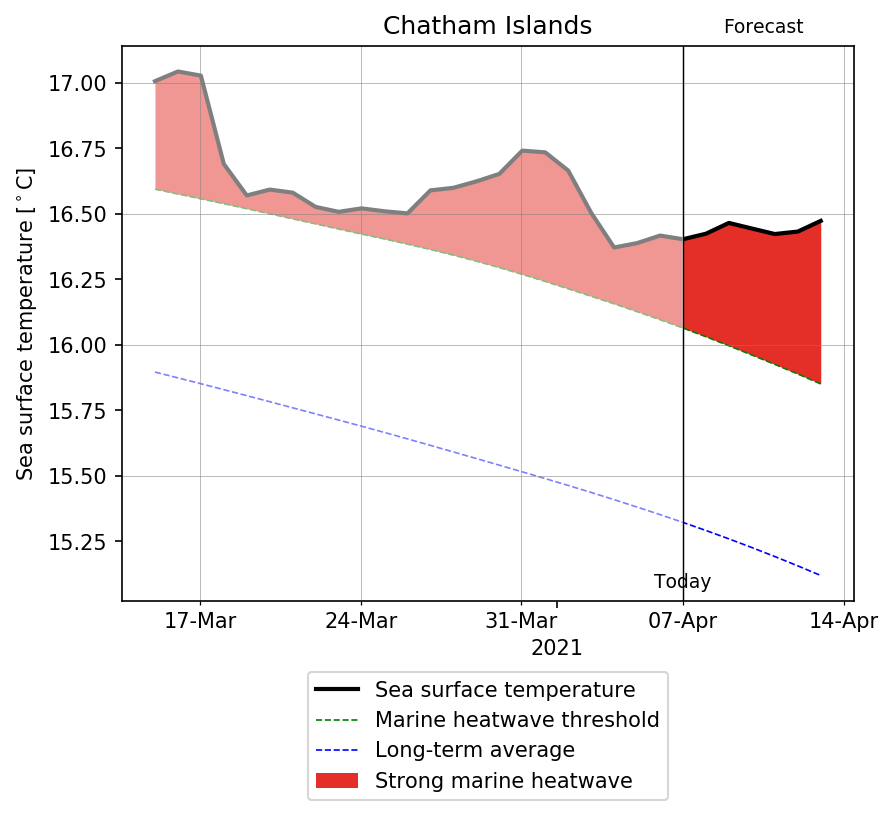 Chatham Islands
Forecast
Sea surface temperature [°C]
17.00
16.75
16.50
16.25
16.00
15.75
15.50
15.25
Today
17-Mar
24-Mar
31-Mar
07-Apr
14-Apr
2021
Sea surface temperature
Marine heatwave threshold
Long-term average
Strong marine heatwave